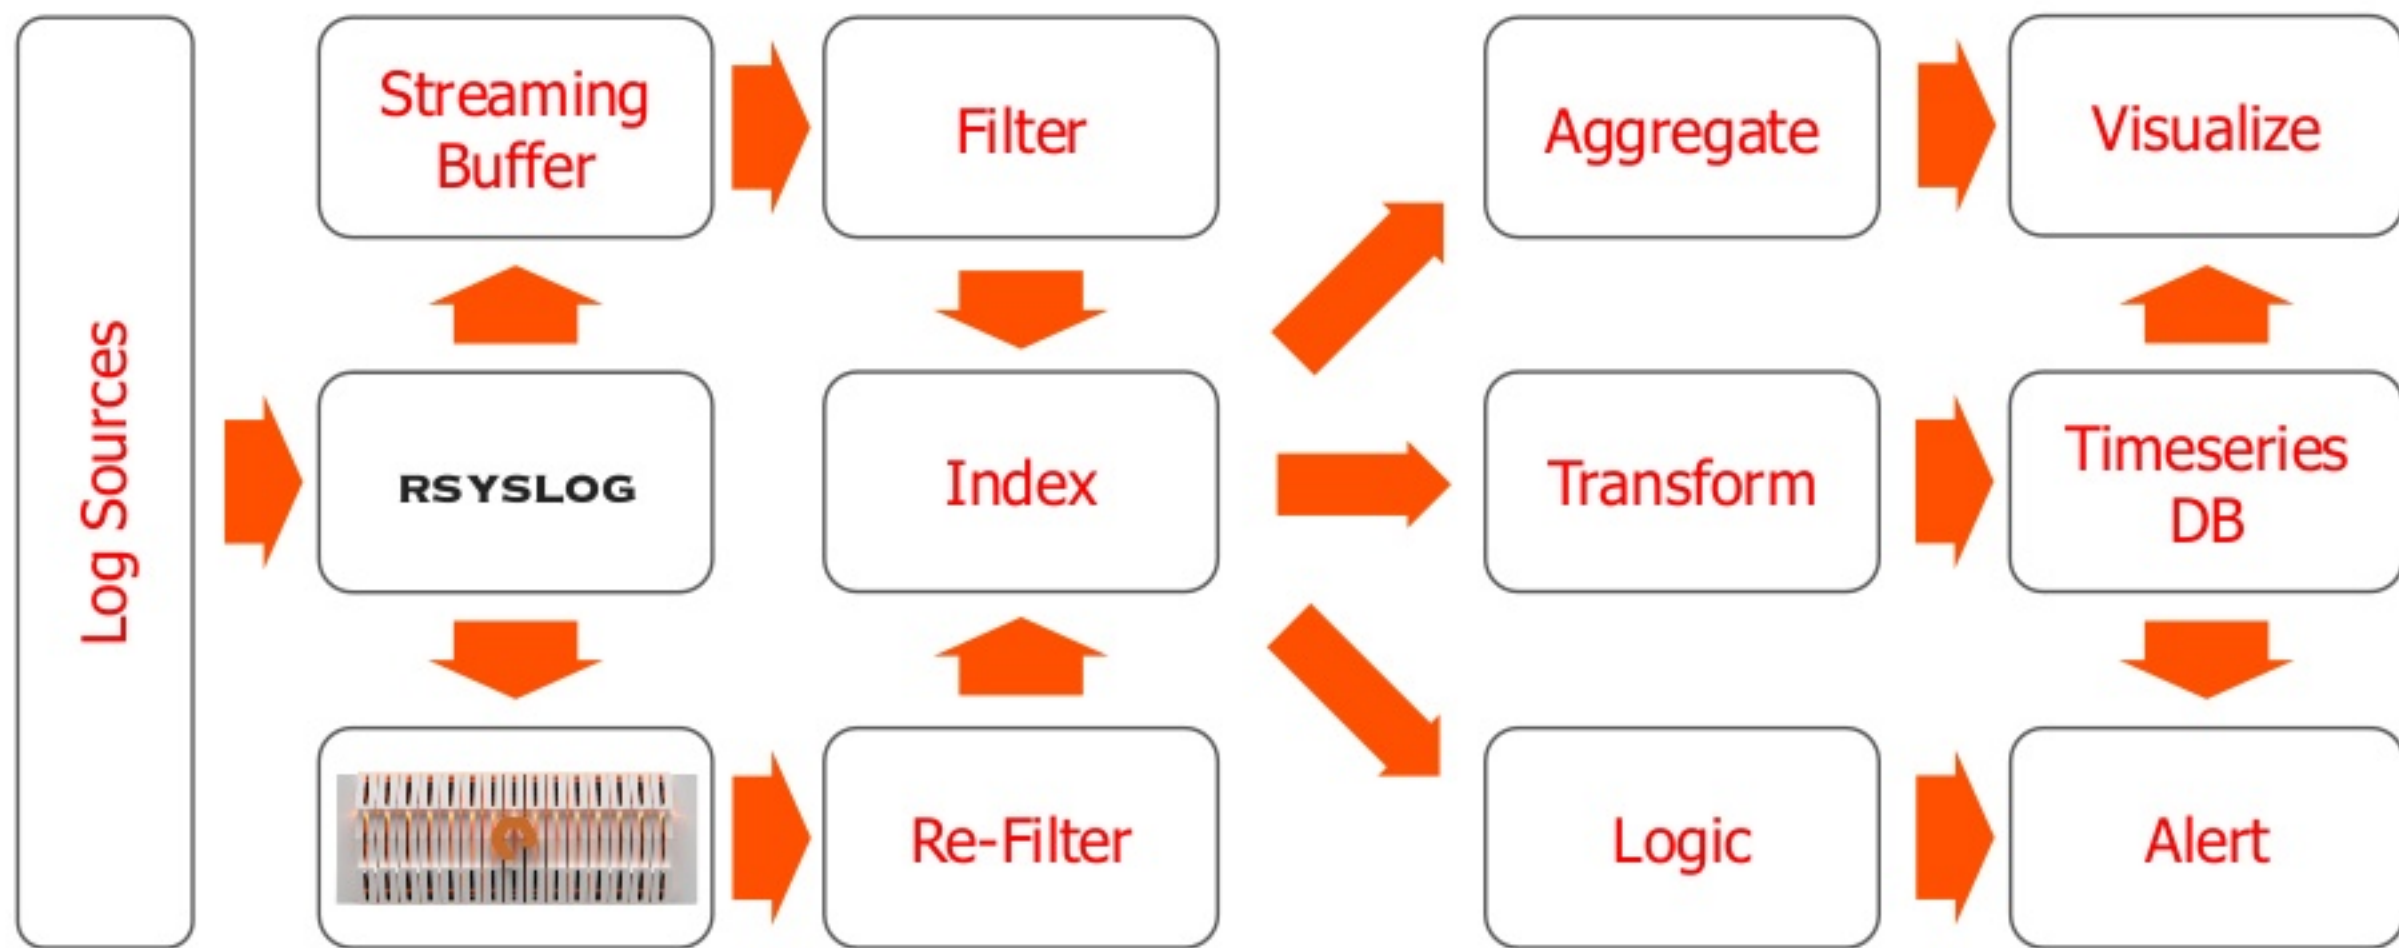 Log Sources
Streaming
Buffer
Filter
Aggregate
Visualize
RSYSLOG
Index
Transform
Timeseries
DB
Re-Filter
Logic
Alert